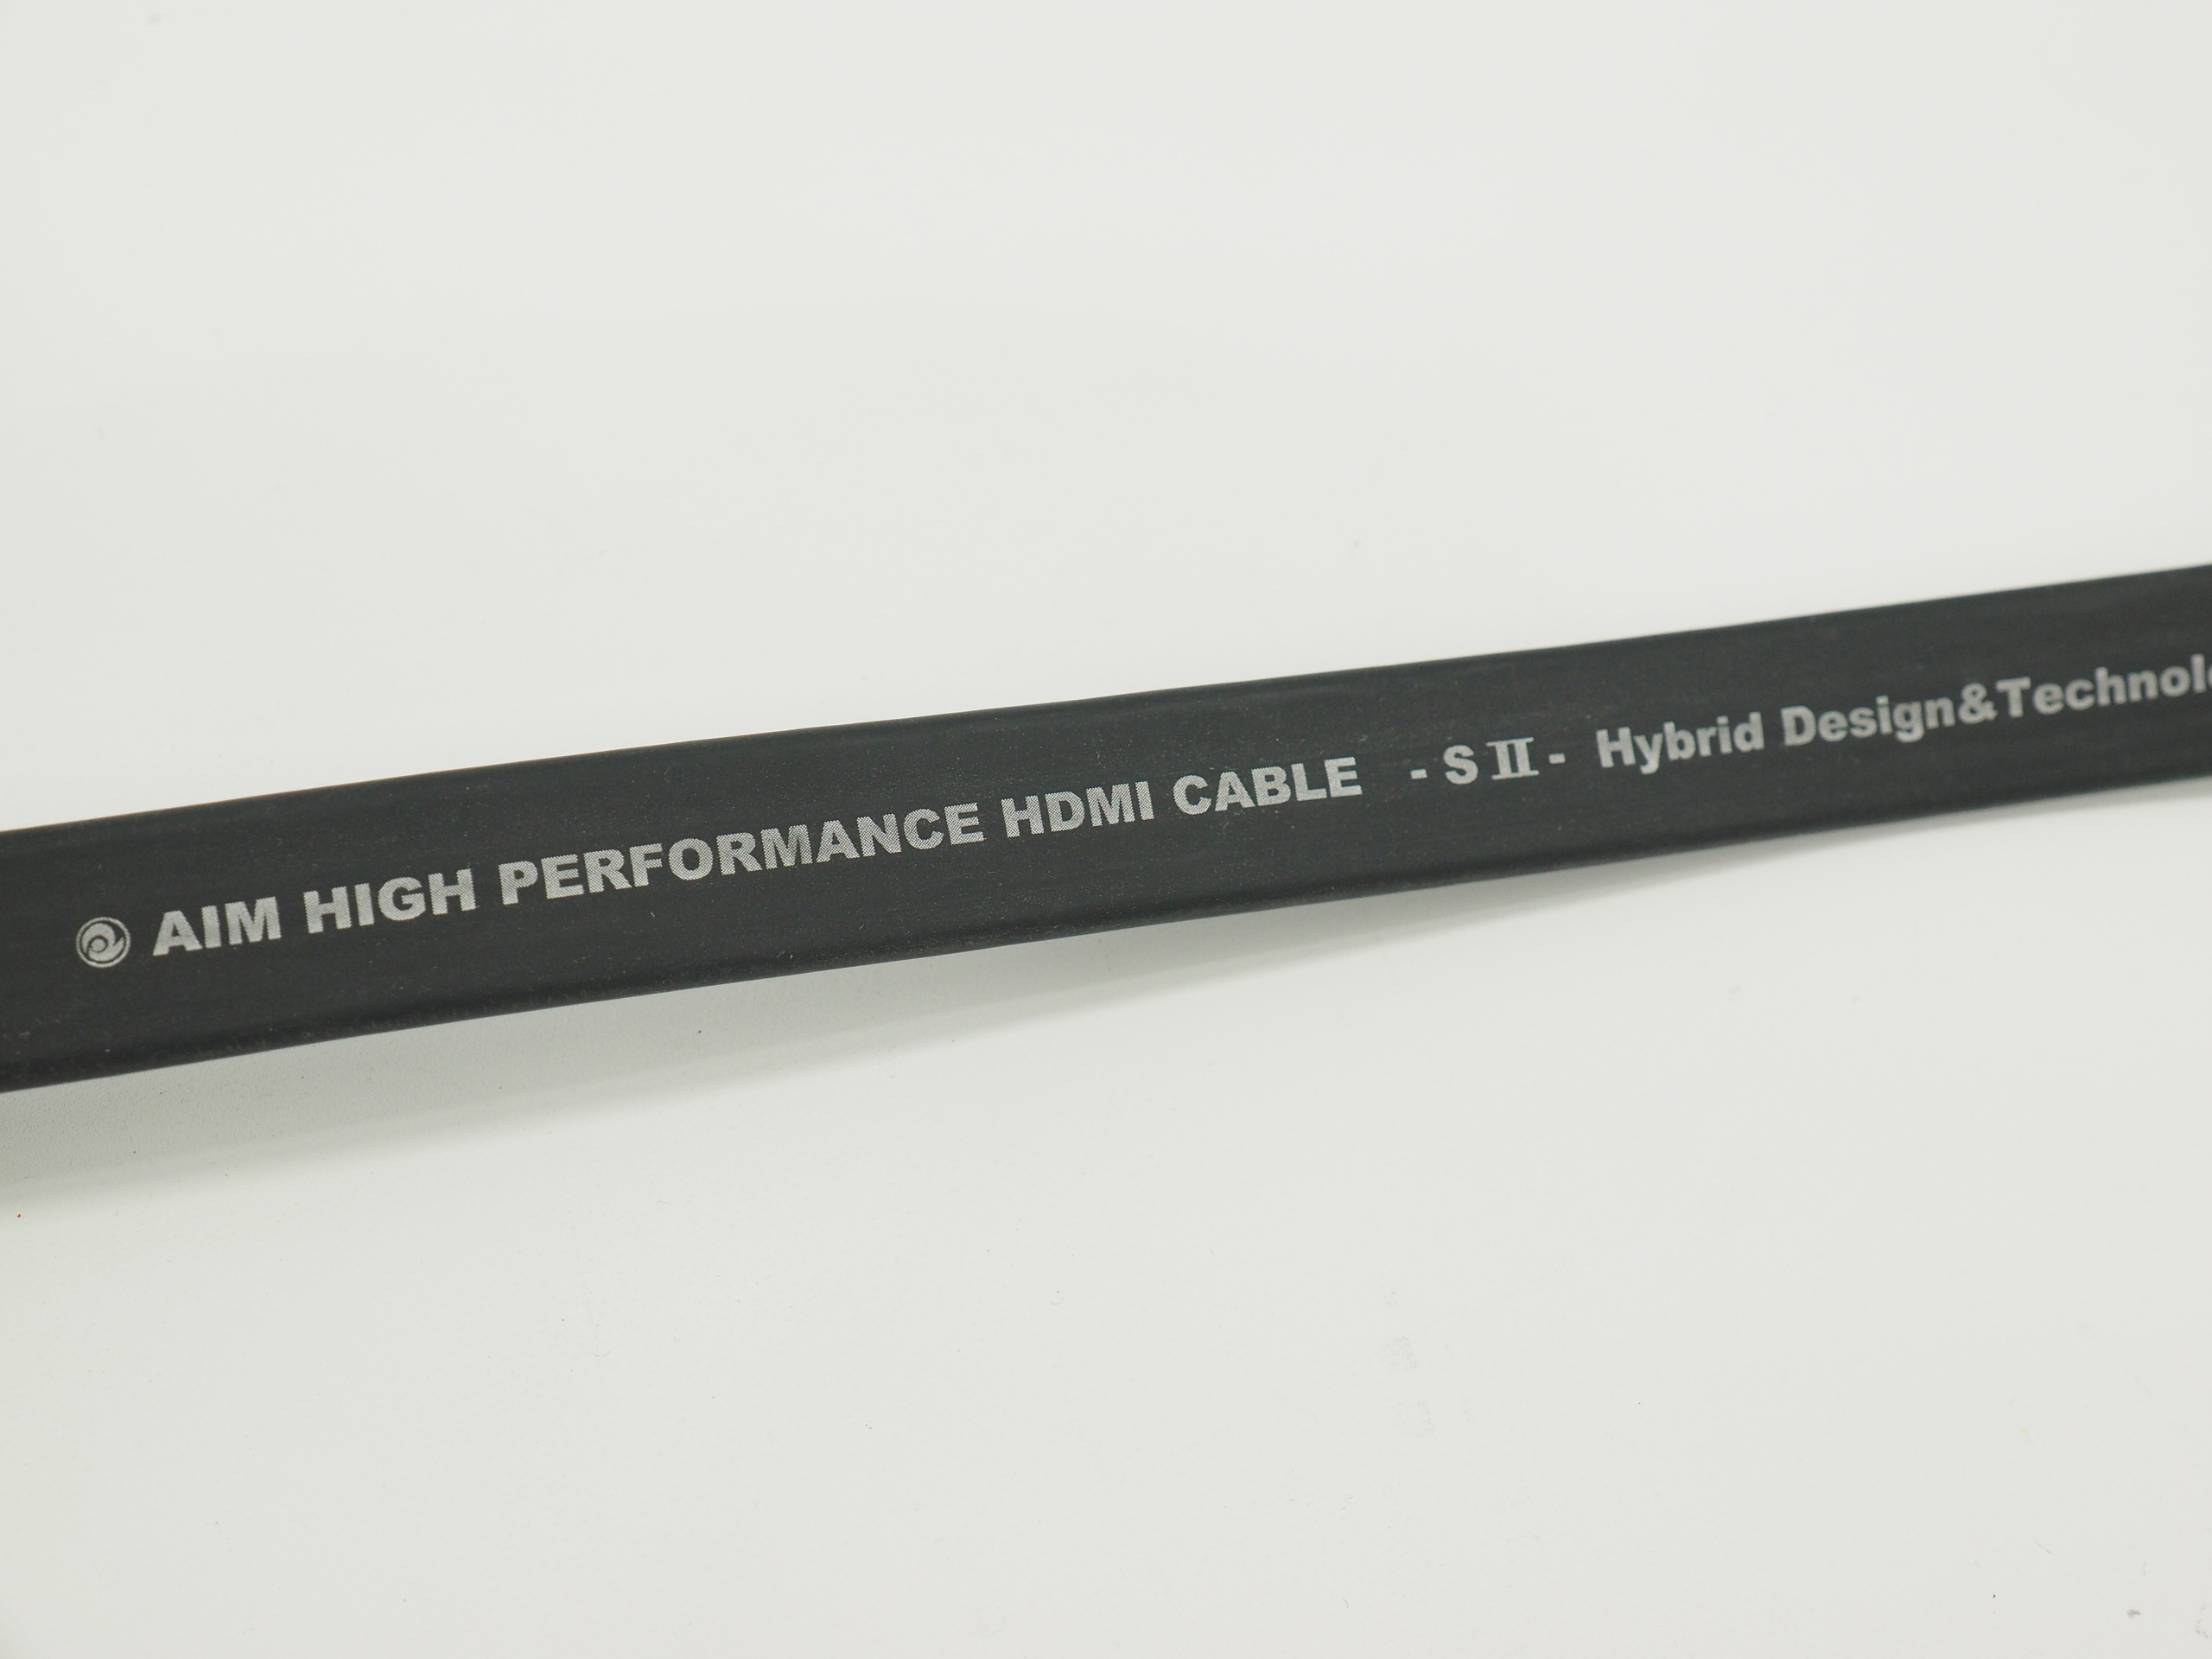 AIM HIGH PERFORMANCE HDMI CABLE - S II - Hybrid Design&Technol